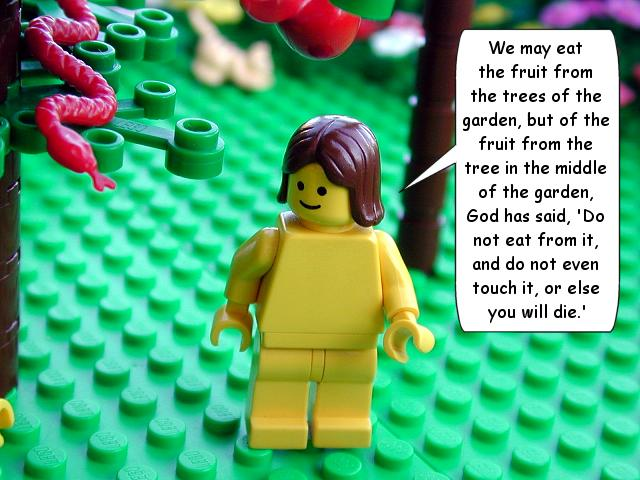 We may eat
the fruit from
the trees of the
garden, but of the
fruit from the
tree in the middle
of the garden,
God has said, 'Do
not eat from it,
and do not even
touch it, or else
you will die.'